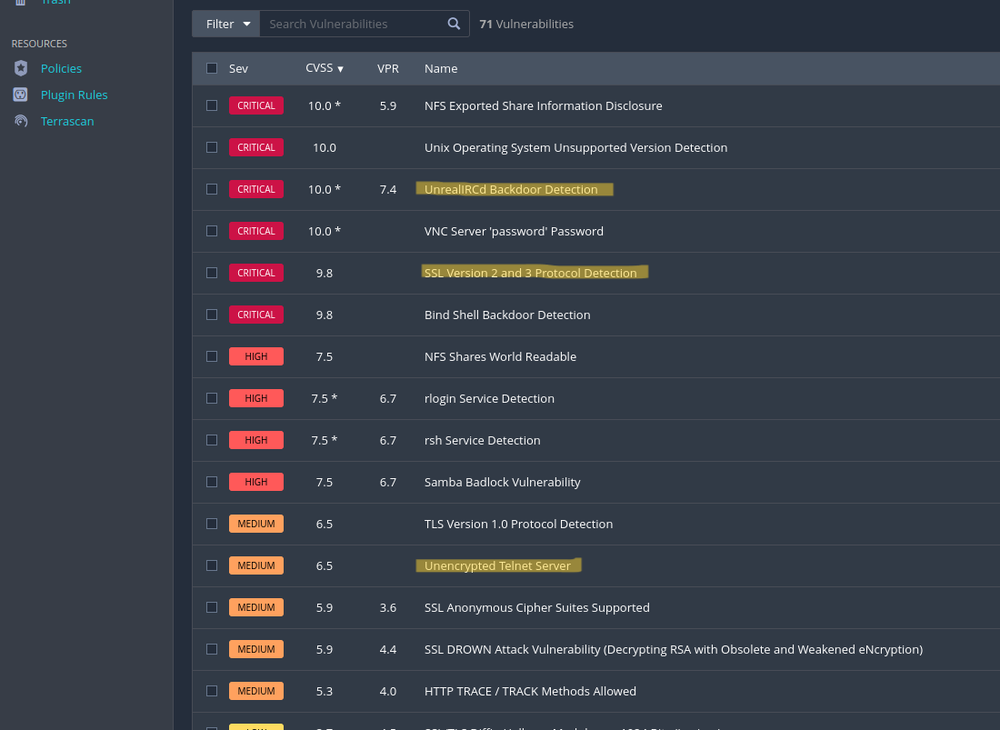 Trash
RESOURCES
Policies
Plugin Rules
Terrascan
Filter Search Vulnerabilities 71 Vulnerabilities
Sev CVSS ▼ VPR Name
CRITICAL 10.0 * 5.9 NFS Exported Share Information Disclosure
CRITICAL 10.0 Unix Operating System Unsupported Version Detection
CRITICAL 10.0 * 7.4 UnrealIRCd Backdoor Detection
CRITICAL 10.0 * VNC Server 'password' Password
CRITICAL 9.8 SSL Version 2 and 3 Protocol Detection
CRITICAL 9.8 Bind Shell Backdoor Detection
HIGH 7.5 NFS Shares World Readable
HIGH 7.5 * 6.7 rlogin Service Detection
HIGH 7.5 * 6.7 rsh Service Detection
HIGH 7.5 6.7 Samba Badlock Vulnerability
MEDIUM 6.5 TLS Version 1.0 Protocol Detection
MEDIUM 6.5 Unencrypted Telnet Server
MEDIUM 5.9 3.6 SSL Anonymous Cipher Suites Supported
MEDIUM 5.9 4.4 SSL DROWN Attack Vulnerability (Decrypting RSA with Obsolete and Weakened eNcryption)
MEDIUM 5.3 4.0 HTTP TRACE / TRACK Methods Allowed